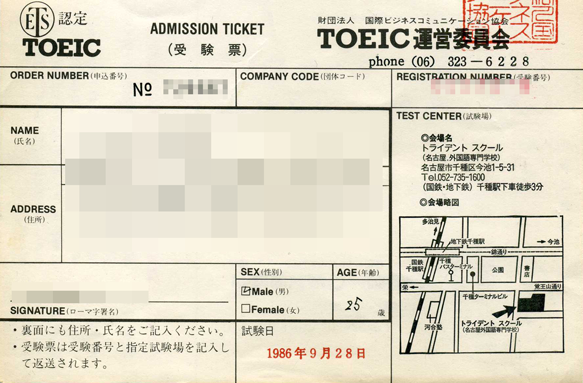 ETS 認定
TOEIC
ADMISSION TICKET
(受験票)
財団法人 国際ビジネスコミュニケーション協会
TOEIC運営委員会
phone (06) 323-6228
ORDER NUMBER(申込番号)
No
COMPANY CODE(団体コード)
REGISTRATION NUMBER(受験番号)
NAME
(氏名)
ADDRESS
(住所)
TEST CENTER(試験場)
◎会場名
トライデント スクール
(名古屋、外国語専門学校)
名古屋市千種区今池1-5-31
Tel.052-735-1600
(国鉄・地下鉄) 千種駅下車徒歩3分
◎会場略図
多治見
地下鉄千種駅
錦通り
今池
国鉄
千種駅
千種
バスターミナル
公園
書店
栄
覚王山通り
千種ターミナルビル
トライデント スクール
(名古屋外国語専門学校)
河合塾
SIGNATURE(ローマ字署名)
SEX(性別)
Male(男)
Female(女)
AGE(年齢)
25
歳
・裏面にも住所・氏名をご記入ください。
・受験票は受験番号と指定試験場を記入し
て返送されます。
試験日
1986年9月28日